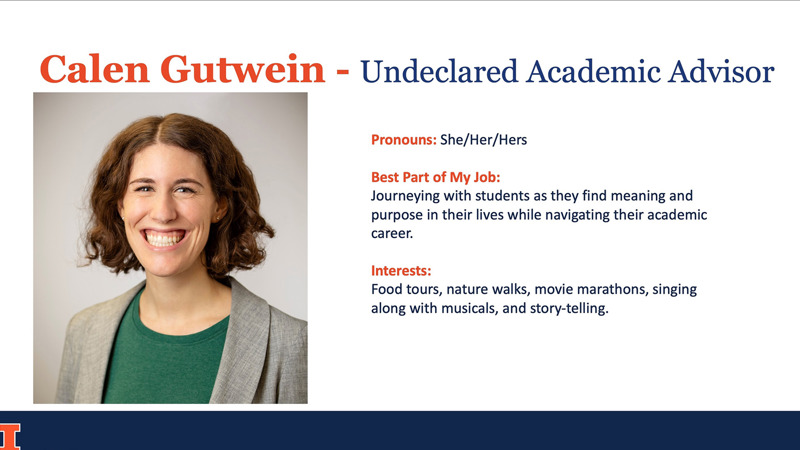 Calen Gutwein - Undeclared Academic Advisor
Pronouns: She/Her/Hers
Best Part of My Job:
Journeying with students as they find meaning and
purpose in their lives while navigating their academic
career.
Interests:
Food tours, nature walks, movie marathons, singing
along with musicals, and story-telling.
I